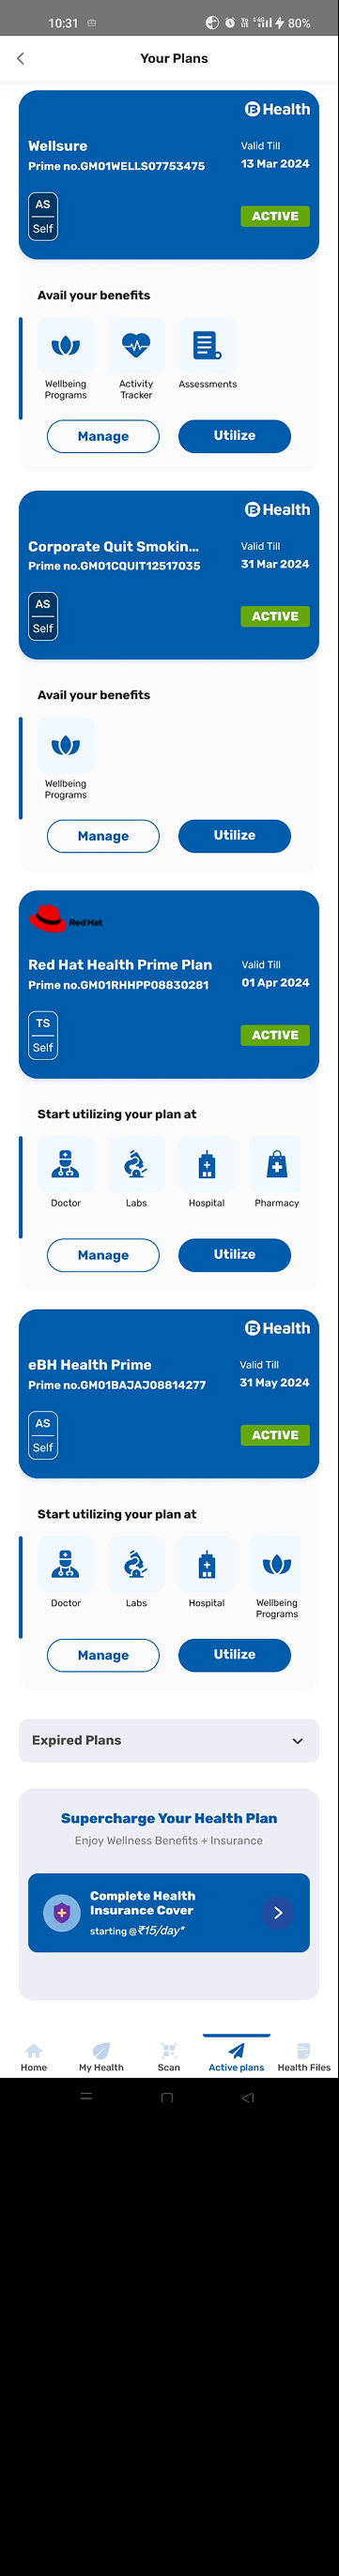 10:31
80%
Your Plans
Health
Wellsure
Valid Till
Prime no.GM01WELLS07753475
13 Mar 2024
AS
Self
ACTIVE
Avail your benefits
Wellbeing Programs
Activity Tracker
Assessments
Manage
Utilize
Health
Corporate Quit Smokin...
Valid Till
Prime no.GM01CQUIT12517035
31 Mar 2024
AS
Self
ACTIVE
Avail your benefits
Wellbeing Programs
Manage
Utilize
Red Hat
Red Hat Health Prime Plan
Valid Till
Prime no.GM01RHHPP08830281
01 Apr 2024
TS
Self
ACTIVE
Start utilizing your plan at
Doctor
Labs
Hospital
Pharmacy
Manage
Utilize
Health
eBH Health Prime
Valid Till
Prime no.GM01BAJAJ08814277
31 May 2024
AS
Self
ACTIVE
Start utilizing your plan at
Doctor
Labs
Hospital
Wellbeing Programs
Manage
Utilize
Expired Plans
Supercharge Your Health Plan
Enjoy Wellness Benefits + Insurance
Complete Health
Insurance Cover
starting @₹15/day*
Home
My Health
Scan
Active plans
Health Files